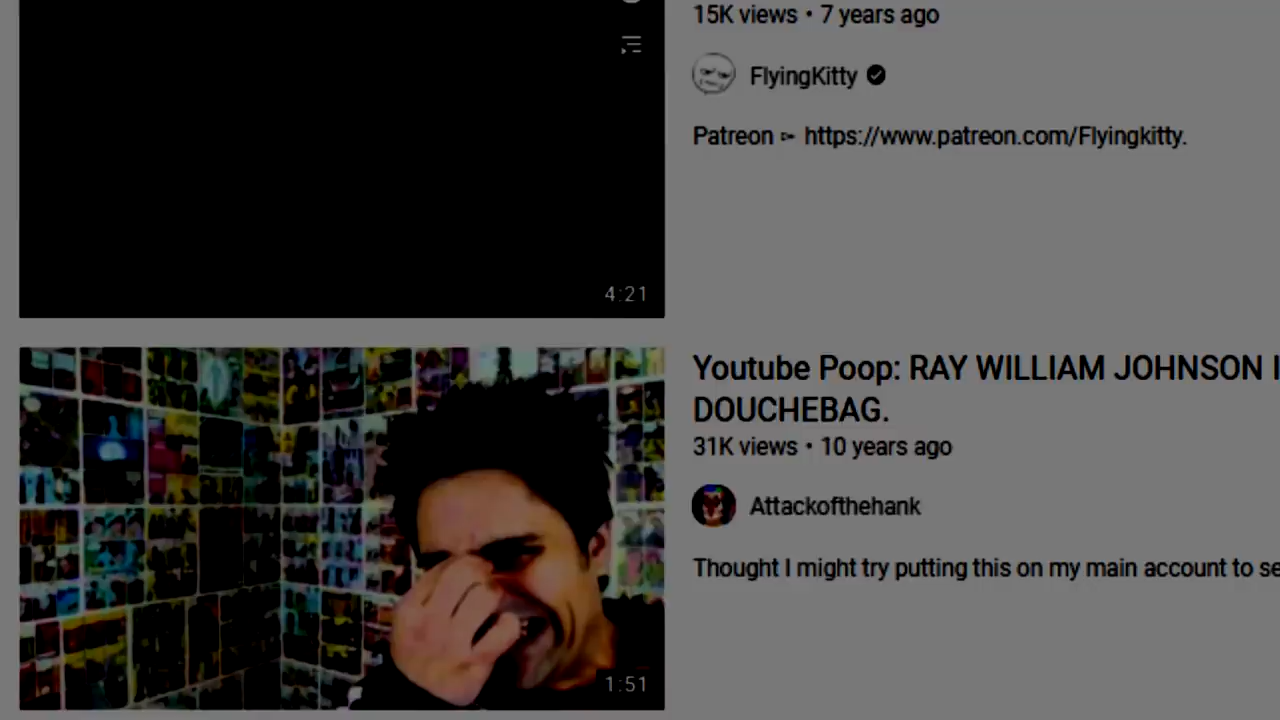 15K views • 7 years ago
FlyingKitty
Patreon ➳ https://www.patreon.com/Flyingkitty.
4:21
Youtube Poop: RAY WILLIAM JOHNSON I
DOUCHEBAG.
31K views • 10 years ago
Attackofthehank
Thought I might try putting this on my main account to se
1:51